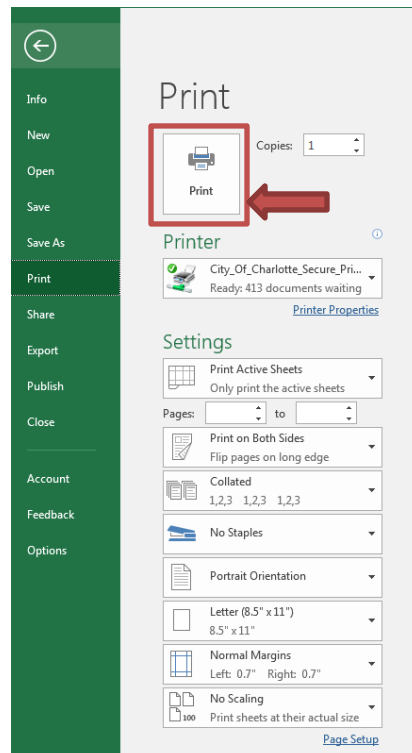 Info
New
Open
Save
Save As
Print
Share
Export
Publish
Close
Account
Feedback
Options
Print
Print
Copies: 1
Printer
City_Of_Charlotte_Secure_Pri...
Ready: 413 documents waiting
Printer Properties
Settings
Print Active Sheets
Only print the active sheets
Pages: to
Print on Both Sides
Flip pages on long edge
Collated
1,2,3 1,2,3 1,2,3
No Staples
Portrait Orientation
Letter (8.5" x 11")
8.5" x 11"
Normal Margins
Left: 0.7" Right: 0.7"
No Scaling
100 Print sheets at their actual size
Page Setup